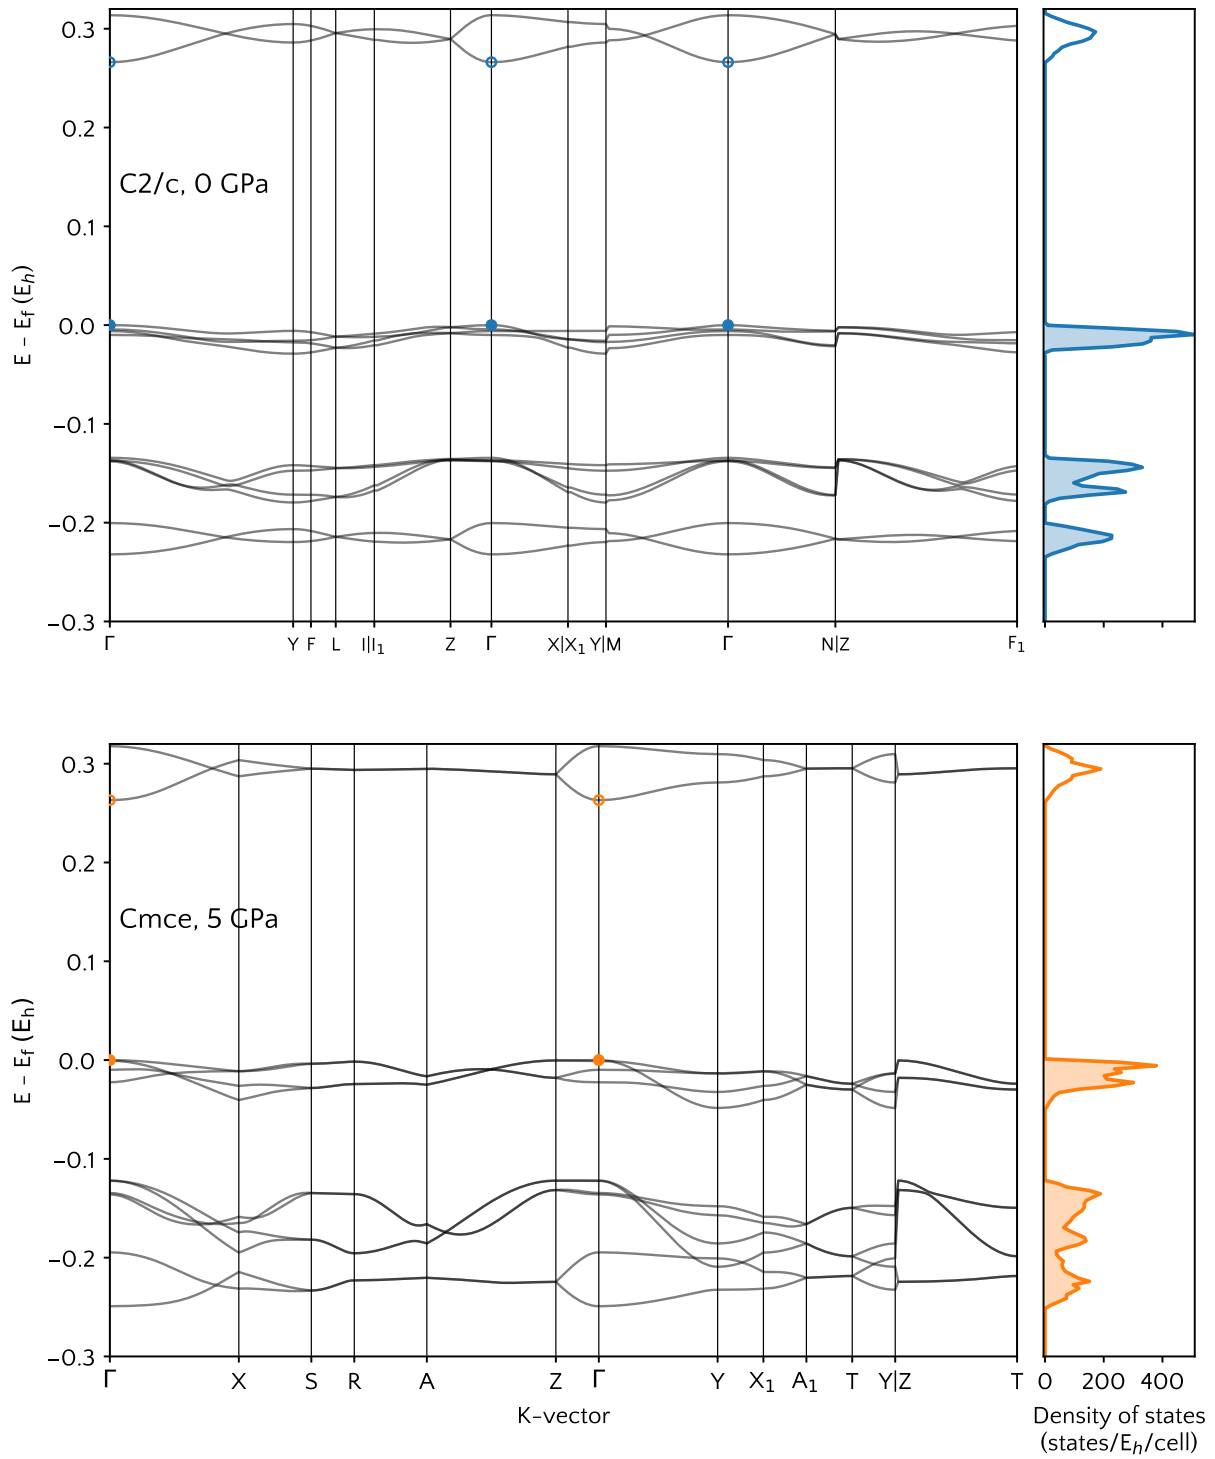 0.3
0.2
0.1
0.0
−0.1
−0.2
−0.3
E − E_f (E_h)
C2/c, 0 GPa
Γ Y F L I|I₁ Z Γ X|X₁ Y|M Γ N|Z F₁
0.3
0.2
0.1
0.0
−0.1
−0.2
−0.3
E − E_f (E_h)
Cmce, 5 GPa
Γ X S R A Z Γ Y X₁ A₁ T Y|Z T
K-vector
0 200 400
Density of states
(states/E_h/cell)